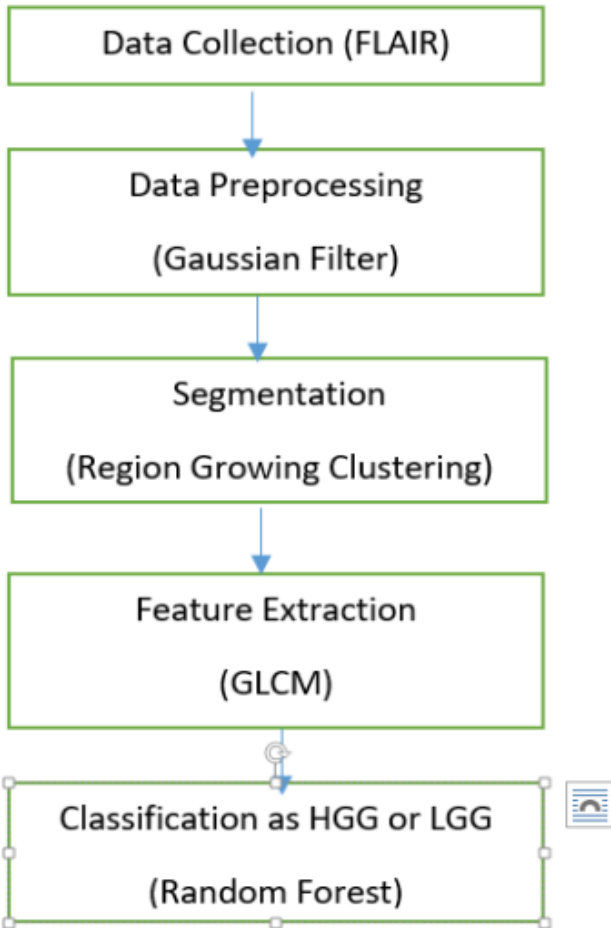 Data Collection (FLAIR)
Data Preprocessing
(Gaussian Filter)
Segmentation
(Region Growing Clustering)
Feature Extraction
(GLCM)
Classification as HGG or LGG
(Random Forest)